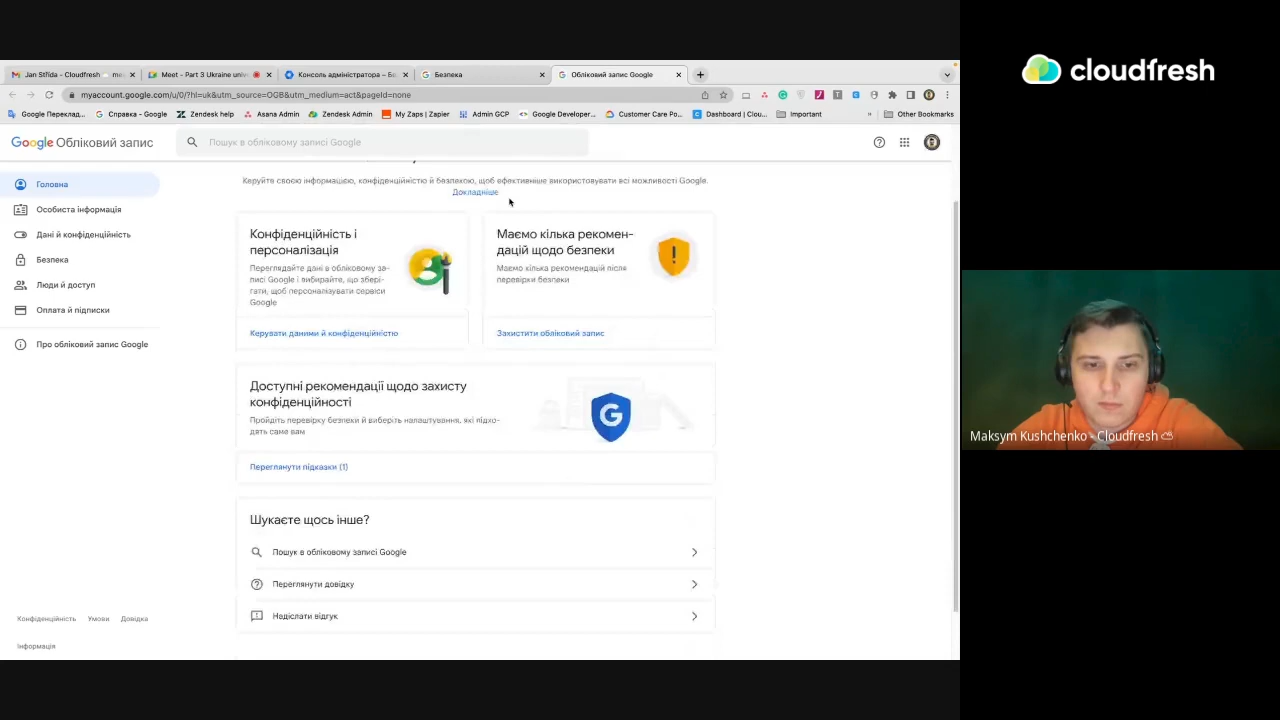 cloudfresh
Jan Střída - Cloudfresh
Meet - Part 3 Ukraine univ
Консоль адміністратора – Бе
Безпека
Обліковий запис Google
myaccount.google.com/u/0/?hl=uk&utm_source=OGB&utm_medium=act&pageId=none
Google Переклад...
Справка - Google
Zendesk help
Asana Admin
Zendesk Admin
My Zaps | Zapier
Admin GCP
Google Developer...
Customer Care Po...
Dashboard | Clou...
Important
Other Bookmarks
Google Обліковий запис
Пошук в обліковому записі Google
Головна
Особиста інформація
Дані й конфіденційність
Безпека
Люди й доступ
Оплата й підписки
Про обліковий запис Google
Керуйте своєю інформацією, конфіденційністю й безпекою, щоб ефективніше використовувати всі можливості Google.
Докладніше
Конфіденційність і
персоналізація
Переглядайте дані в обліковому за-
писі Google і вибирайте, що збері-
гати, щоб персоналізувати сервіси
Google
Керувати даними й конфіденційністю
Маємо кілька рекомен-
дацій щодо безпеки
Маємо кілька рекомендацій після
перевірки безпеки
Захистити обліковий запис
Доступні рекомендації щодо захисту
конфіденційності
Пройдіть перевірку безпеки й виберіть налаштування, які підхо-
дять саме вам
Переглянути підказки (1)
Шукаєте щось інше?
Пошук в обліковому записі Google
Переглянути довідку
Надіслати відгук
Конфіденційність
Умови
Довідка
Інформація
Maksym Kushchenko - Cloudfresh